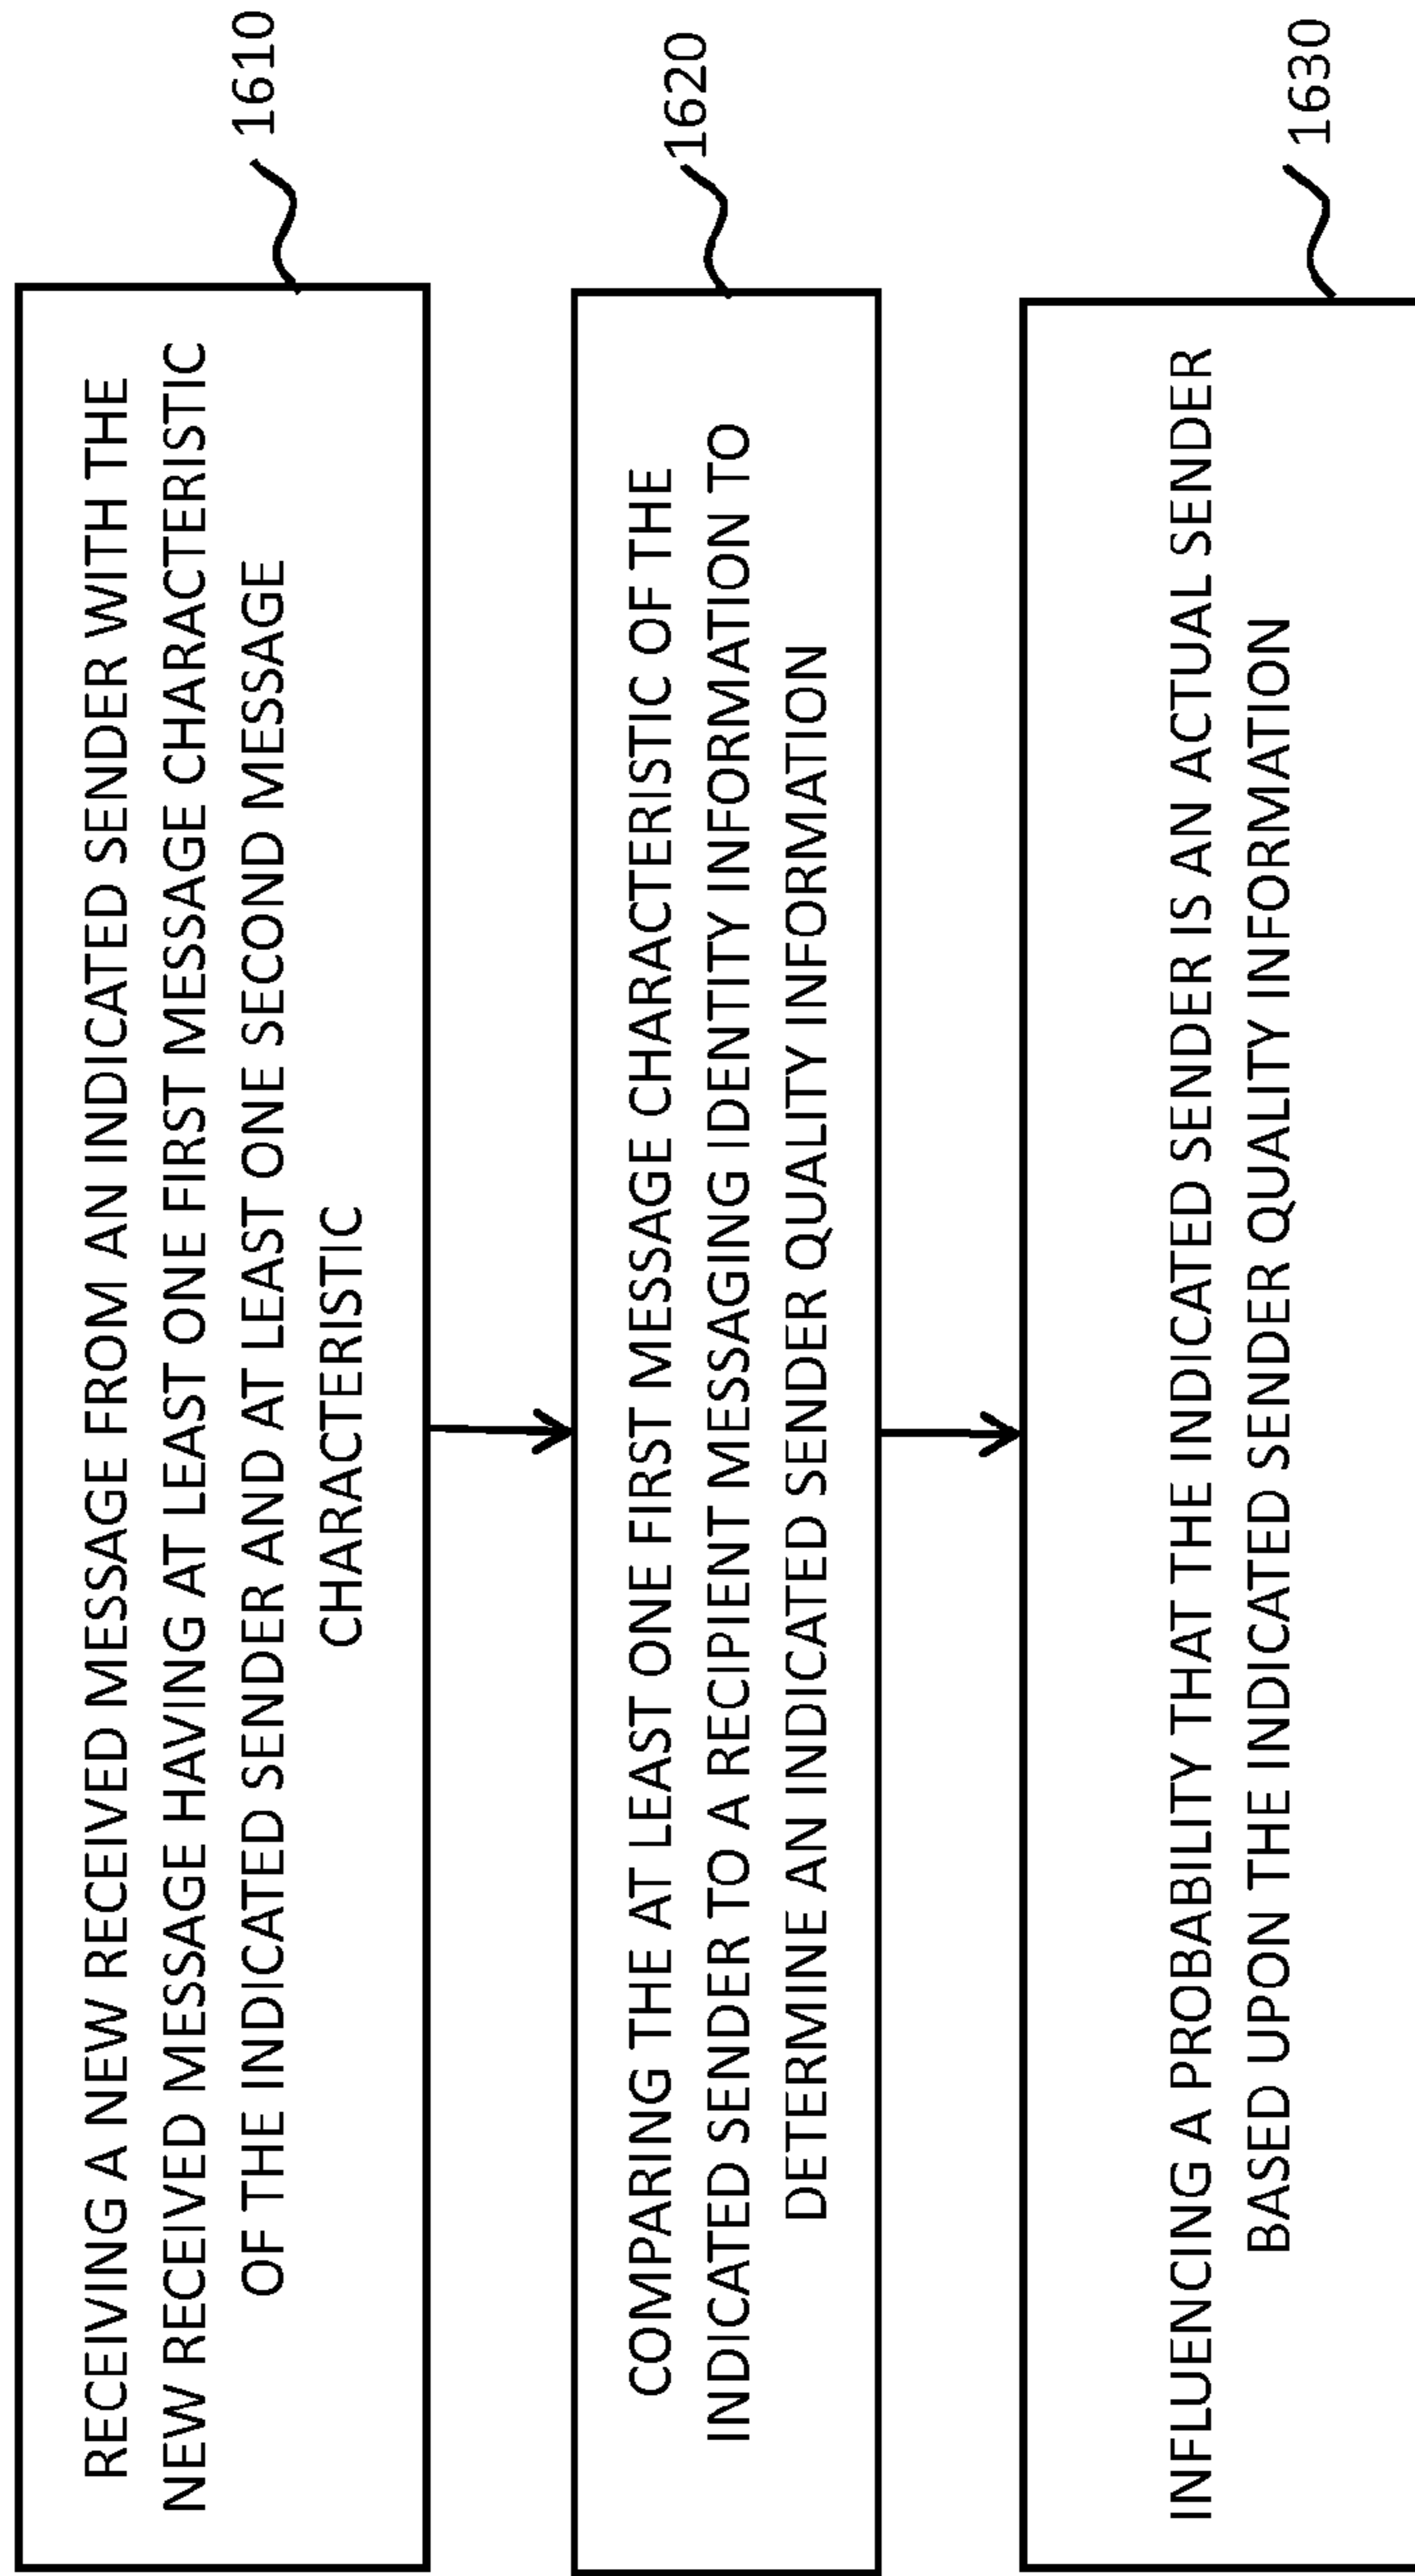 RECEIVING A NEW RECEIVED MESSAGE FROM AN INDICATED SENDER WITH THE
NEW RECEIVED MESSAGE HAVING AT LEAST ONE FIRST MESSAGE CHARACTERISTIC
OF THE INDICATED SENDER AND AT LEAST ONE SECOND MESSAGE
CHARACTERISTIC
1610
COMPARING THE AT LEAST ONE FIRST MESSAGE CHARACTERISTIC OF THE
INDICATED SENDER TO A RECIPIENT MESSAGING IDENTITY INFORMATION TO
DETERMINE AN INDICATED SENDER QUALITY INFORMATION
1620
INFLUENCING A PROBABILITY THAT THE INDICATED SENDER IS AN ACTUAL SENDER
BASED UPON THE INDICATED SENDER QUALITY INFORMATION
1630